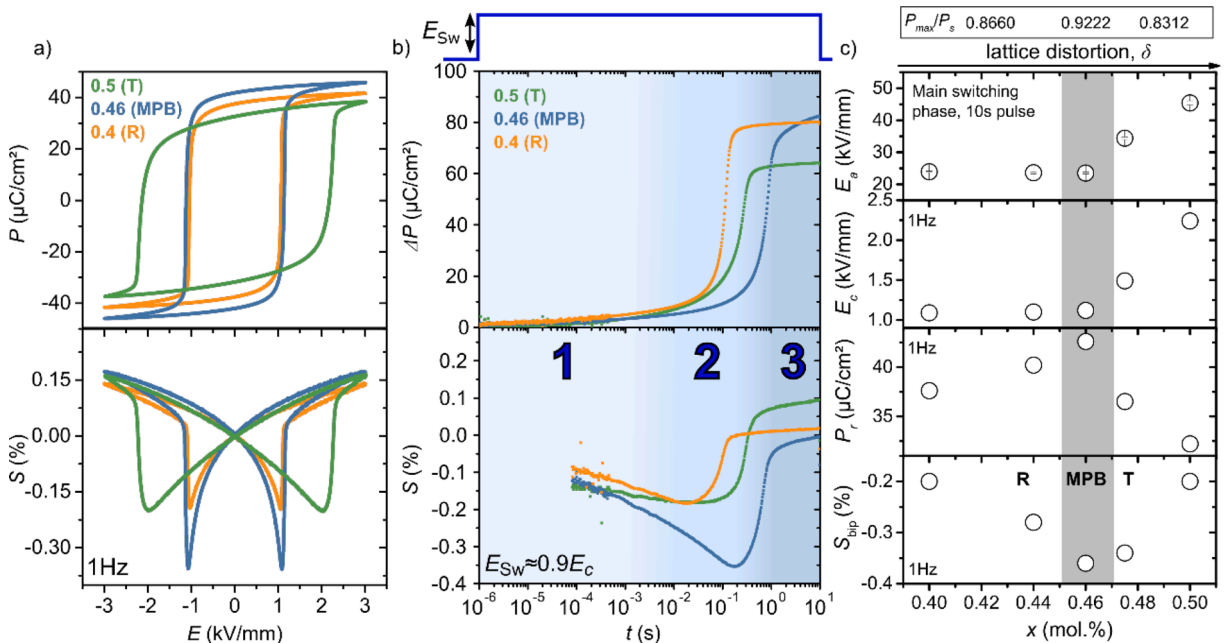 a)
0.5 (T)
0.46 (MPB)
0.4 (R)
P (µC/cm²)
40
20
0
-20
-40
S (%)
0.15
0.00
-0.15
-0.30
1Hz
-3 -2 -1 0 1 2 3
E (kV/mm)
b)
E_Sw
0.5 (T)
0.46 (MPB)
0.4 (R)
ΔP (µC/cm²)
100
80
60
40
20
0
1 2 3
S (%)
0.2
0.1
0.0
-0.1
-0.2
-0.3
-0.4
E_Sw≈0.9E_c
10⁻⁶ 10⁻⁵ 10⁻⁴ 10⁻³ 10⁻² 10⁻¹ 10⁰ 10¹
t (s)
P_max/P_s 0.8660 0.9222 0.8312
c)
lattice distortion, δ
Main switching
phase, 10s pulse
E_a (kV/mm)
50
40
30
20
1Hz
E_c (kV/mm)
2.5
2.0
1.5
1.0
1Hz
P_r (µC/cm²)
40
35
R MPB T
S_bip (%)
-0.2
-0.3
-0.4
1Hz
0.40 0.42 0.44 0.46 0.48 0.50
x (mol.%)